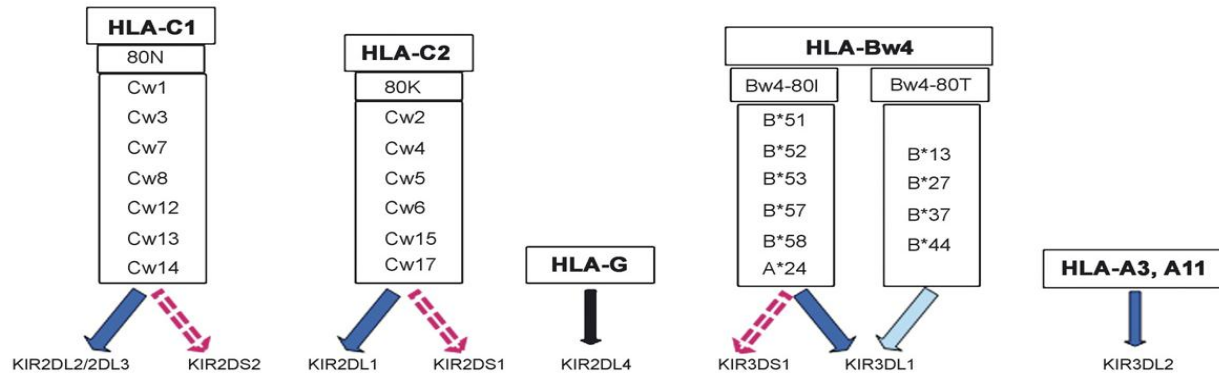 HLA-C1
80N
Cw1
Cw3
Cw7
Cw8
Cw12
Cw13
Cw14
KIR2DL2/2DL3
KIR2DS2
HLA-C2
80K
Cw2
Cw4
Cw5
Cw6
Cw15
Cw17
KIR2DL1
KIR2DS1
HLA-G
KIR2DL4
HLA-Bw4
Bw4-80I
B*51
B*52
B*53
B*57
B*58
A*24
Bw4-80T
B*13
B*27
B*37
B*44
KIR3DS1
KIR3DL1
HLA-A3, A11
KIR3DL2